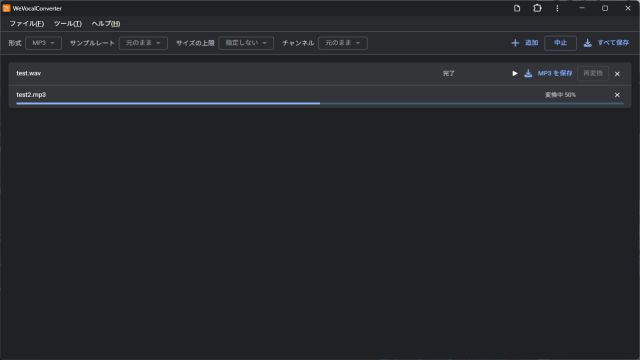 WeVocalConverter
ファイル(F) ツール(T) ヘルプ(H)
形式 MP3 サンプルレート 元のまま サイズの上限 指定しない チャンネル 元のまま 追加 中止 すべて保存
test.wav 完了 MP3 を保存 再変換
test2.mp3 変換中 50%